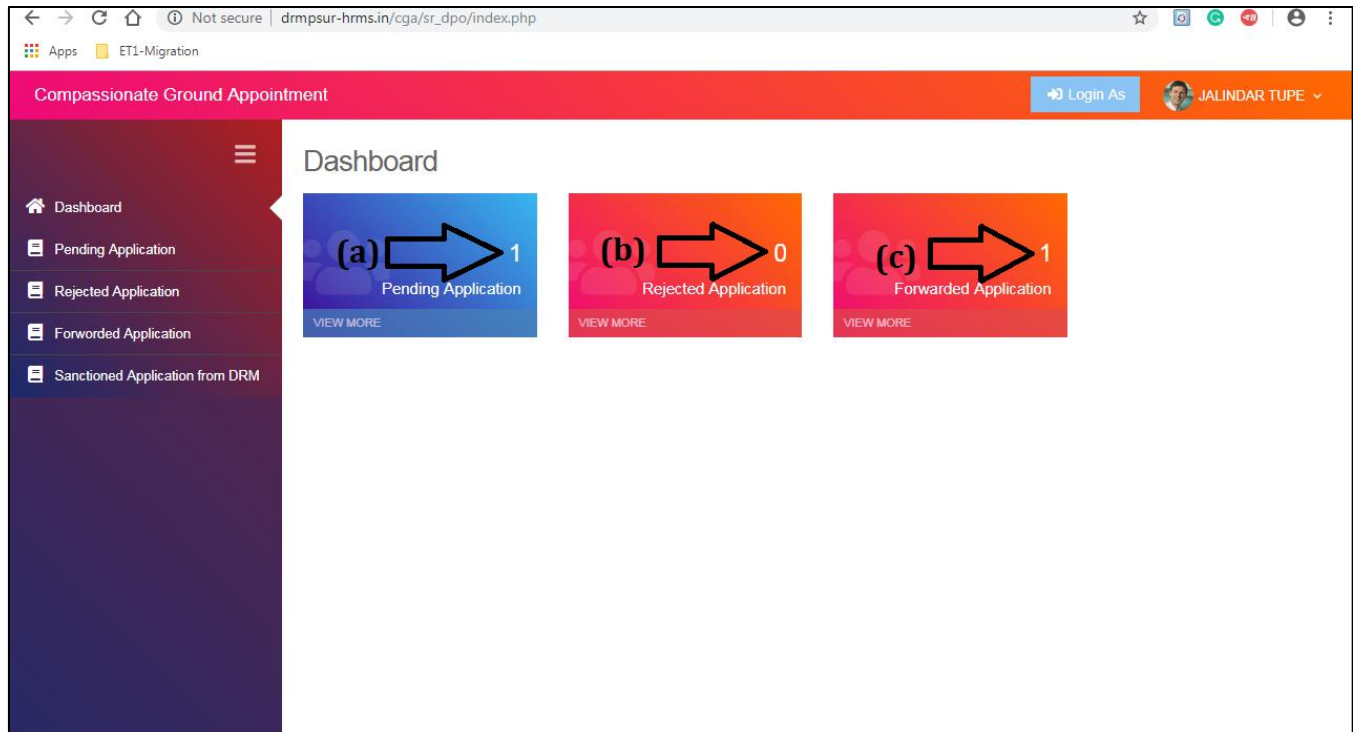 Not secure | drmpsur-hrms.in/cga/sr_dpo/index.php
Apps ET1-Migration
Compassionate Ground Appointment
Login As
JALINDAR TUPE
Dashboard
Pending Application
Rejected Application
Forworded Application
Sanctioned Application from DRM
Dashboard
(a) 1
Pending Application
VIEW MORE
(b) 0
Rejected Application
VIEW MORE
(c) 1
Forwarded Application
VIEW MORE